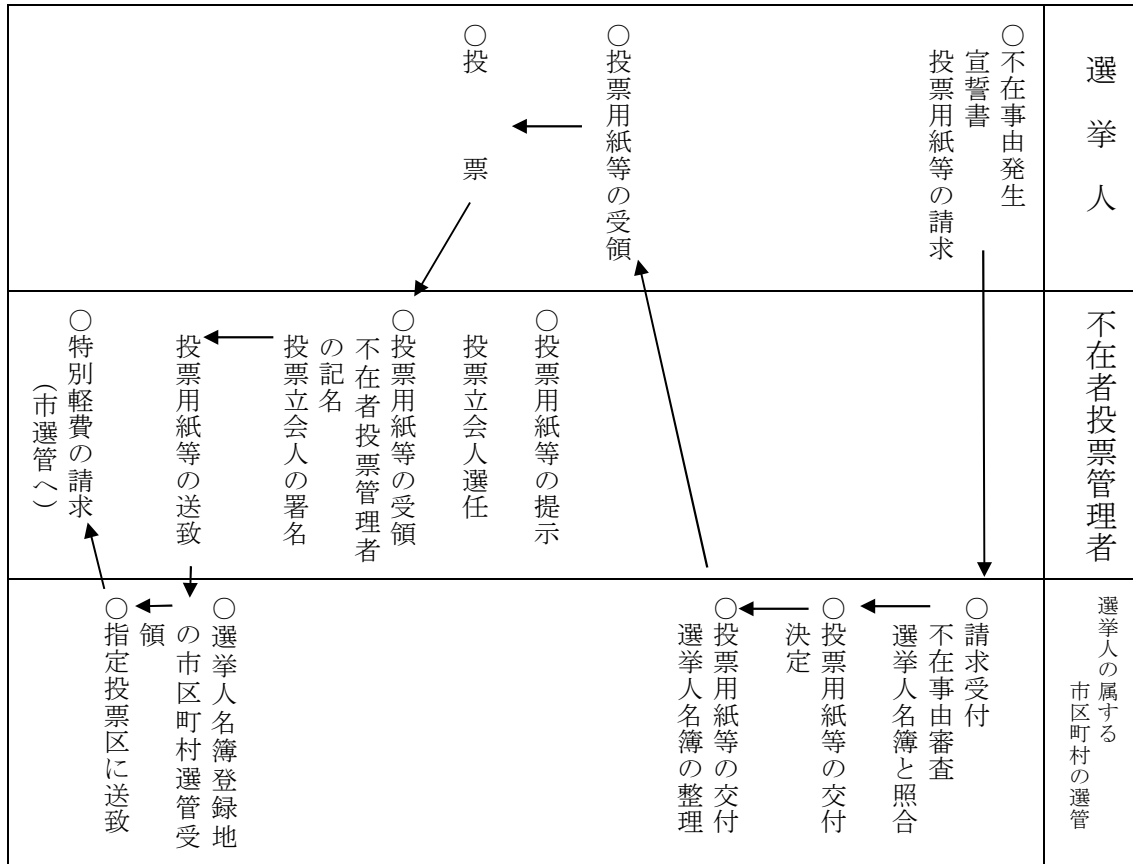 選挙人
○不在事由発生
宣誓書
投票用紙等の請求
○投票用紙等の受領
○投　　票
不在者投票管理者
○投票用紙等の提示
投票立会人選任
○投票用紙等の受領
不在者投票管理者
の記名
投票立会人の署名
投票用紙等の送致
○特別軽費の請求
（市選管へ）
選挙人の属する
市区町村の選管
○請求受付
不在事由審査
選挙人名簿と照合
○投票用紙等の交付
決定
○投票用紙等の交付
選挙人名簿の整理
○選挙人名簿登録地
の市区町村選管受
領
○指定投票区に送致